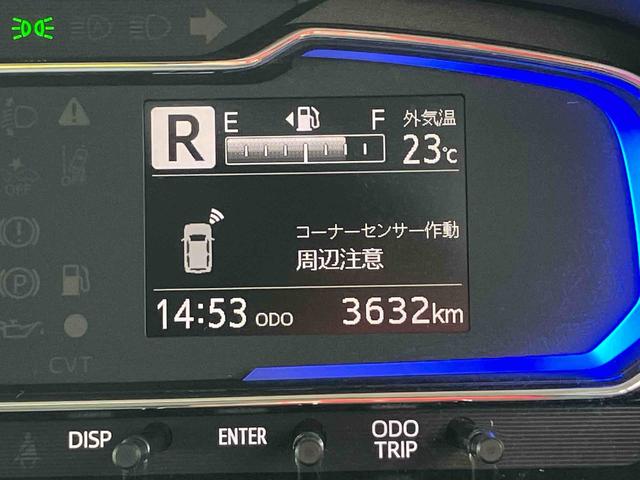 R
E F
外気温
23℃
コーナーセンサー作動
周辺注意
14:53 ODO 3632km
OFF
OFF
P
CVT
DISP
ENTER
ODO
TRIP